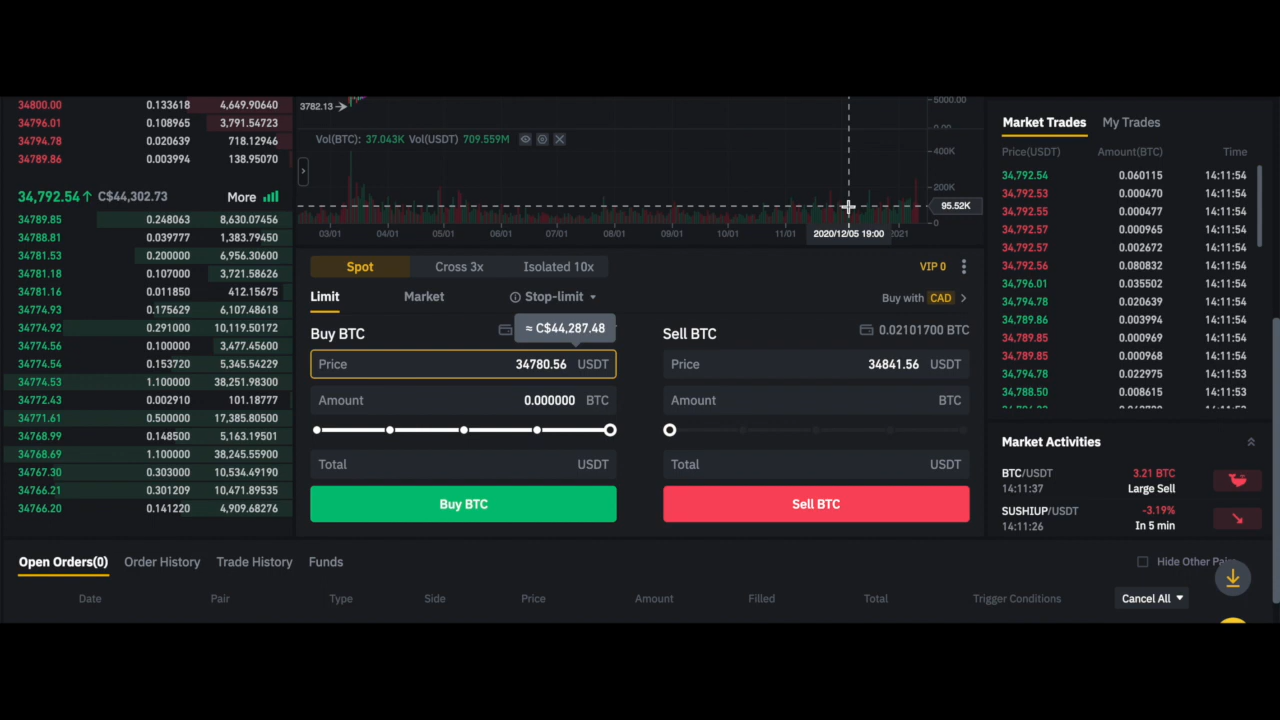 34800.00 0.133618 4,649.90640
34796.01 0.108965 3,791.54723
34794.78 0.020639 718.12946
34789.86 0.003994 138.95070
34,792.54↑ C$44,302.73 More
34789.85 0.248063 8,630.07456
34788.81 0.039777 1,383.79450
34781.53 0.200000 6,956.30600
34781.18 0.107000 3,721.58626
34781.16 0.011850 412.15675
34774.93 0.175629 6,107.48618
34774.92 0.291000 10,119.50172
34774.56 0.100000 3,477.45600
34774.54 0.153720 5,345.54229
34774.53 1.100000 38,251.98300
34772.43 0.002910 101.18777
34771.61 0.500000 17,385.80500
34768.99 0.148500 5,163.19501
34768.69 1.100000 38,245.55900
34767.30 0.303000 10,534.49190
34766.21 0.301209 10,471.89535
34766.20 0.141220 4,909.68276
3782.13
5000.00
0.00
Vol(BTC): 37.043K Vol(USDT) 709.559M
400K
200K
95.52K
0
03/01 04/01 05/01 06/01 07/01 08/01 09/01 10/01 11/01 2020/12/05 19:00 2021
Spot Cross 3x Isolated 10x VIP 0
Limit Market Stop-limit Buy with CAD
Buy BTC ≈ C$44,287.48
Price 34780.56 USDT
Amount 0.000000 BTC
Total USDT
Buy BTC
Sell BTC 0.02101700 BTC
Price 34841.56 USDT
Amount BTC
Total USDT
Sell BTC
Market Trades My Trades
Price(USDT) Amount(BTC) Time
34,792.54 0.060115 14:11:54
34,792.53 0.000470 14:11:54
34,792.55 0.000477 14:11:54
34,792.57 0.000965 14:11:54
34,792.57 0.002672 14:11:54
34,792.56 0.080832 14:11:54
34,796.01 0.035502 14:11:54
34,794.78 0.020639 14:11:54
34,789.86 0.003994 14:11:54
34,789.85 0.000969 14:11:54
34,789.85 0.000968 14:11:54
34,794.78 0.022975 14:11:53
34,788.50 0.008615 14:11:53
Market Activities
BTC/USDT 3.21 BTC
14:11:37 Large Sell
SUSHIUP/USDT -3.19%
14:11:26 In 5 min
Open Orders(0) Order History Trade History Funds Hide Other
Date Pair Type Side Price Amount Filled Total Trigger Conditions Cancel All